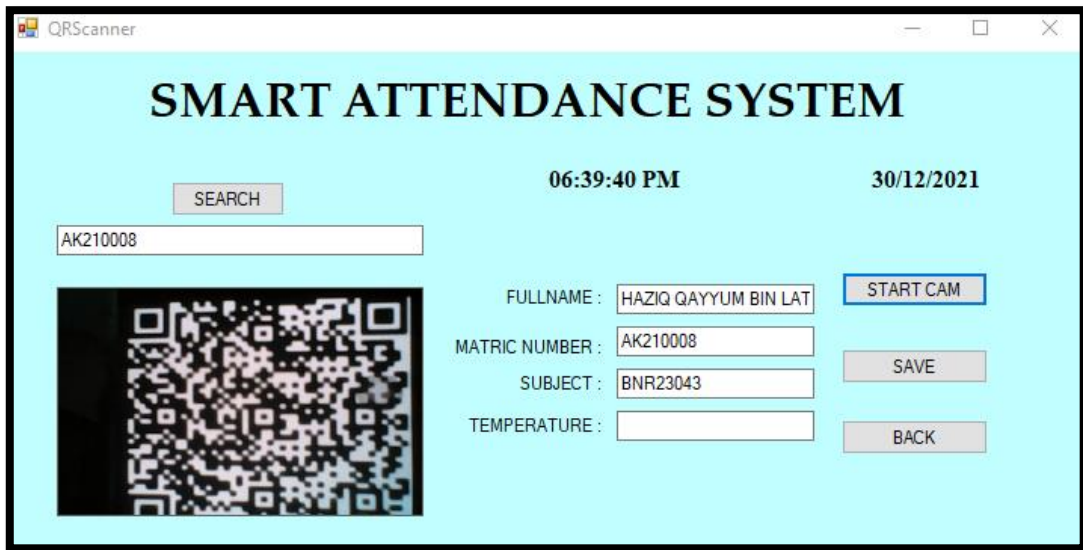 QRScanner
SMART ATTENDANCE SYSTEM
06:39:40 PM
30/12/2021
SEARCH
AK210008
FULLNAME : HAZIQ QAYYUM BIN LAT
START CAM
MATRIC NUMBER : AK210008
SAVE
SUBJECT : BNR23043
TEMPERATURE :
BACK